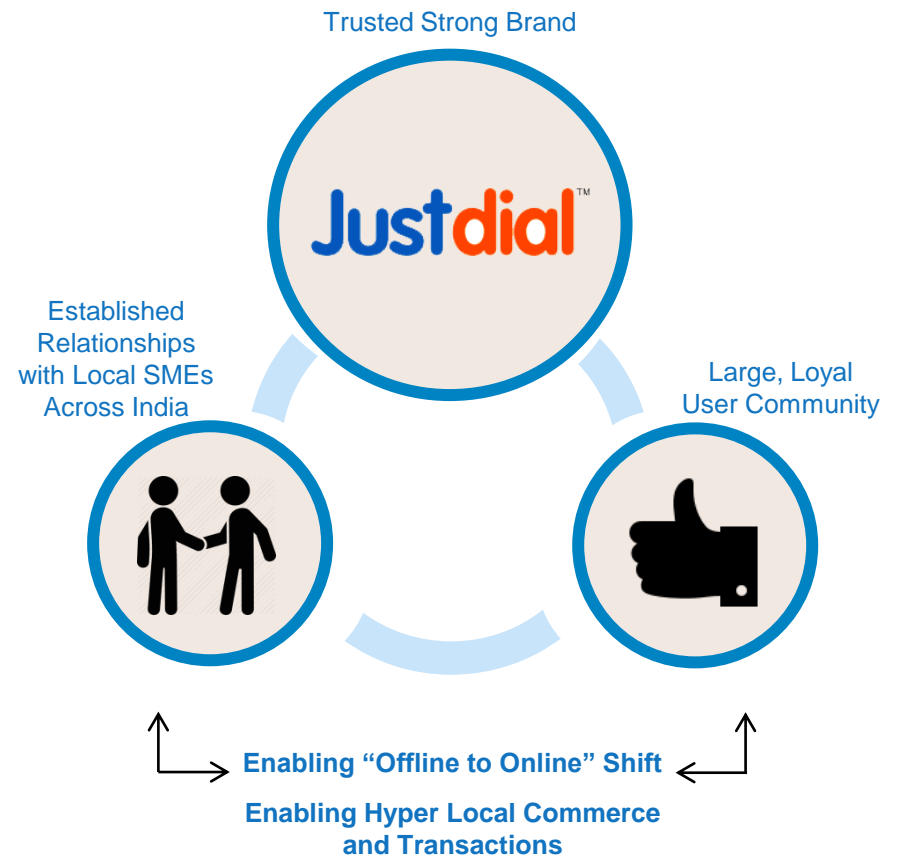 Trusted Strong Brand
Justdial™
Established
Relationships
with Local SMEs
Across India
Large, Loyal
User Community
Enabling “Offline to Online” Shift
Enabling Hyper Local Commerce
and Transactions